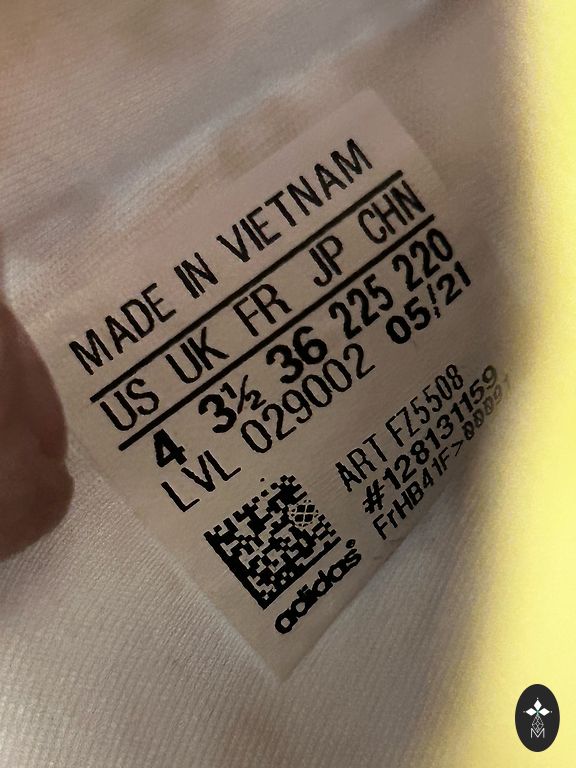 MADE IN VIETNAM
US UK FR JP CHN
4 3½ 36 225 220
LVL 029002 05/21
ART FZ5508
#128131159
adidas®
M